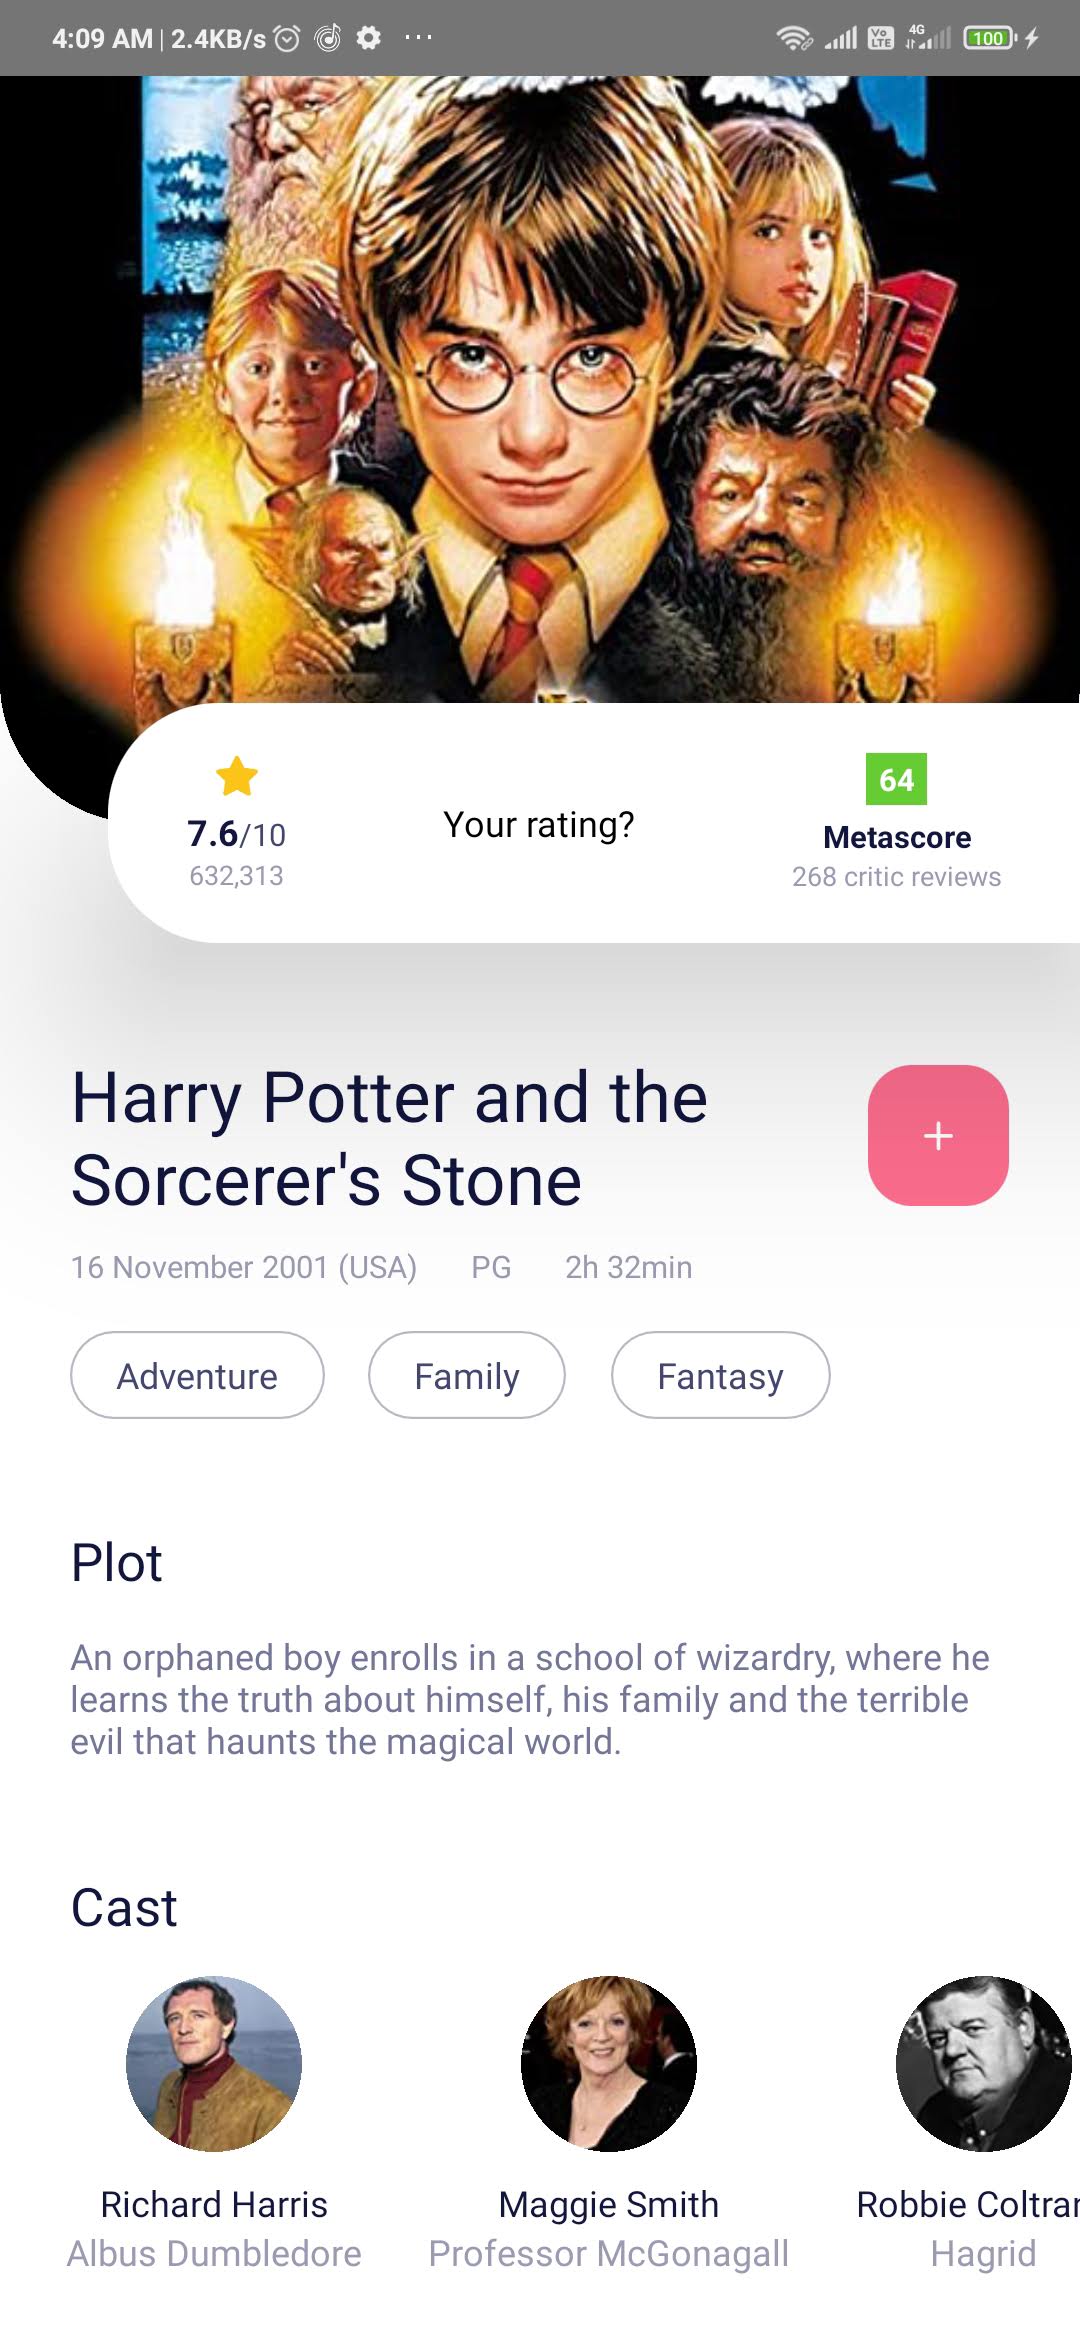 4:09 AM | 2.4KB/s ... Vo LTE 4G 100
7.6/10
632,313
Your rating?
64
Metascore
268 critic reviews
Harry Potter and the
Sorcerer's Stone
+
16 November 2001 (USA) PG 2h 32min
Adventure Family Fantasy
Plot
An orphaned boy enrolls in a school of wizardry, where he
learns the truth about himself, his family and the terrible
evil that haunts the magical world.
Cast
Richard Harris Maggie Smith Robbie Coltra
Albus Dumbledore Professor McGonagall Hagrid